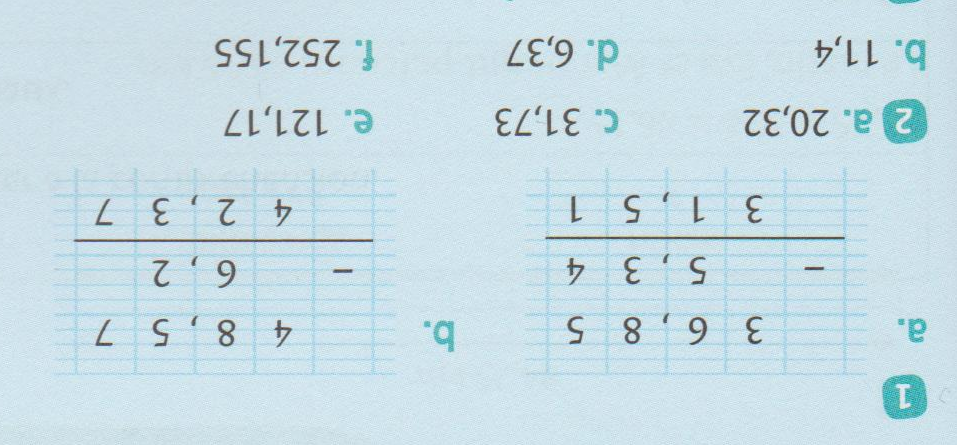 1
a. 3 6 , 8 5 b. 4 8 , 5 7
- 5 , 3 4 - 6 , 2
3 1 , 5 1 4 2 , 3 7
2 a. 20,32 c. 31,73 e. 121,17
b. 11,4 d. 6,37 f. 252,155